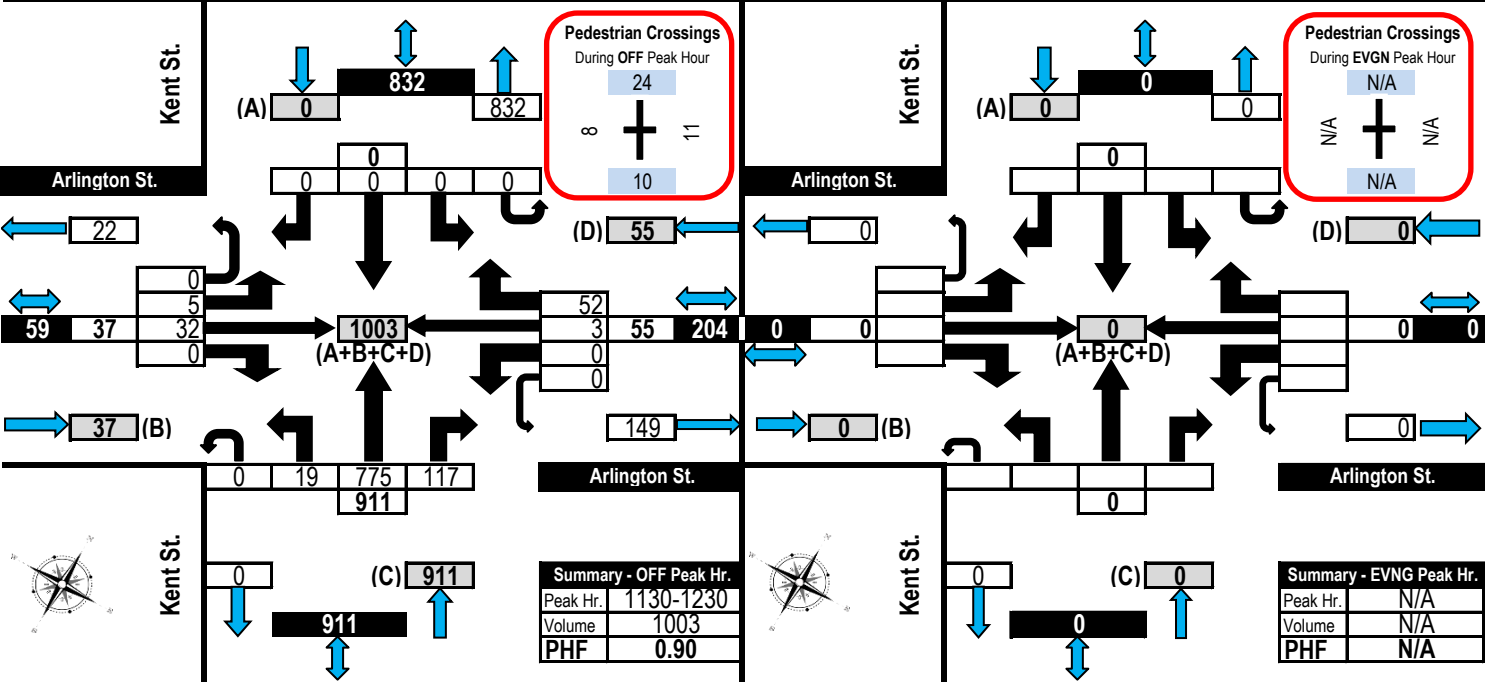 Pedestrian Crossings
During OFF Peak Hour
24
8
11
10
Kent St.
832
(A) 0
832
0
0 0 0 0
Arlington St.
22
(D) 55
0
5
59 37 32
0
1003
(A+B+C+D)
52
3 55 204
0
0
37 (B)
149
0 19 775 117
911
Arlington St.
Kent St.
0
(C) 911
911
Summary - OFF Peak Hr.
Peak Hr. 1130-1230
Volume 1003
PHF 0.90
Pedestrian Crossings
During EVGN Peak Hour
N/A
N/A
N/A
N/A
Kent St.
0
(A) 0
0
0
Arlington St.
0
(D) 0
0 0
0
(A+B+C+D)
0 0
0 (B)
0
0
Arlington St.
Kent St.
0
(C) 0
0
Summary - EVNG Peak Hr.
Peak Hr. N/A
Volume N/A
PHF N/A